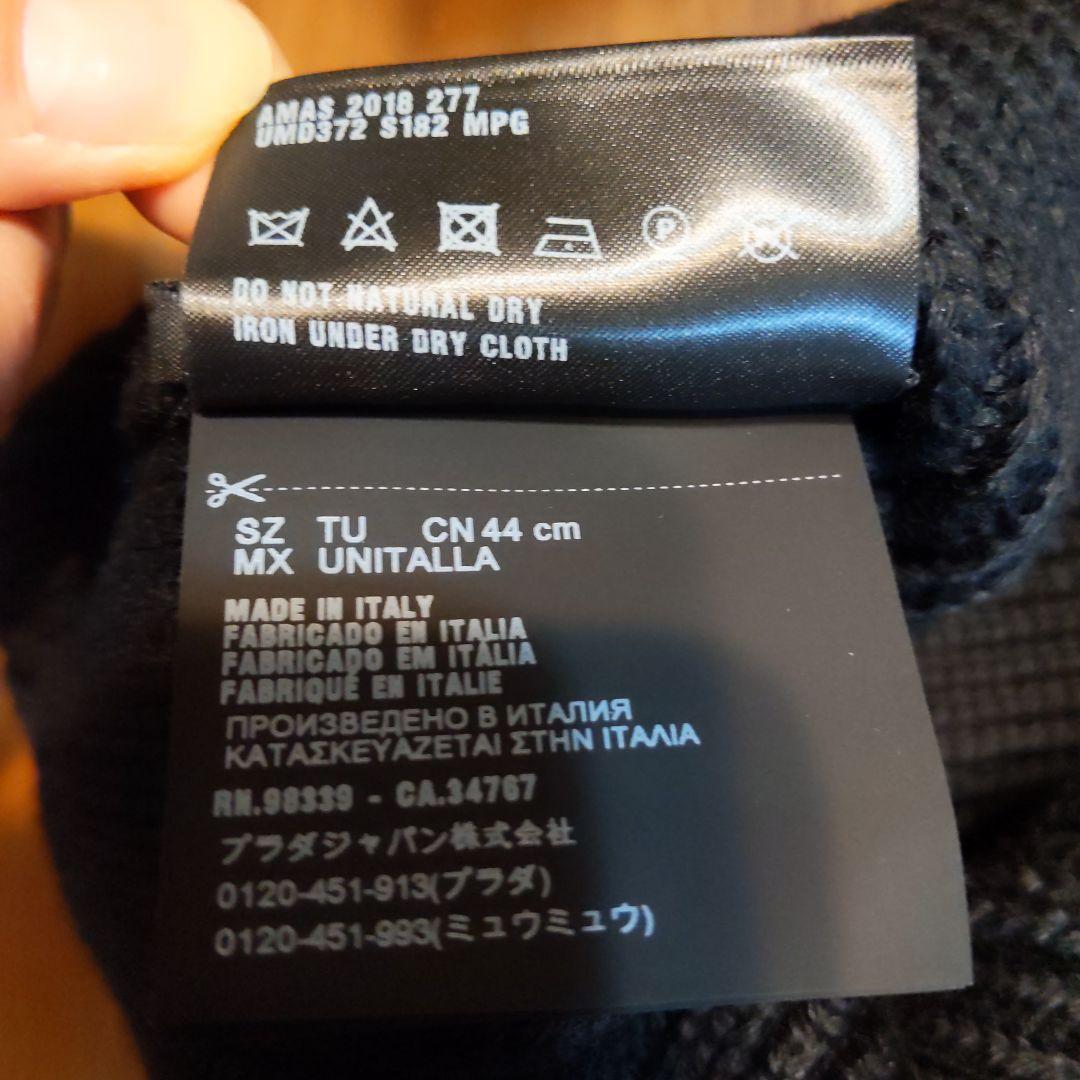 AMAS 2018 277
UMD372 S182 MPG
P
DO NOT NATURAL DRY
IRON UNDER DRY CLOTH
SZ TU CN 44 cm
MX UNITALLA
MADE IN ITALY
FABRICADO EN ITALIA
FABRICADO EM ITÁLIA
FABRIQUÉ EN ITALIE
ПРОИЗВЕДЕНО В ИТАЛИЯ
ΚΑΤΑΣΚΕΥΑΖΕΤΑΙ ΣΤΗΝ ΙΤΑΛΙΑ
RN.98339 - CA.34767
プラダジャパン株式会社
0120-451-913(プラダ)
0120-451-993(ミュウミュウ)